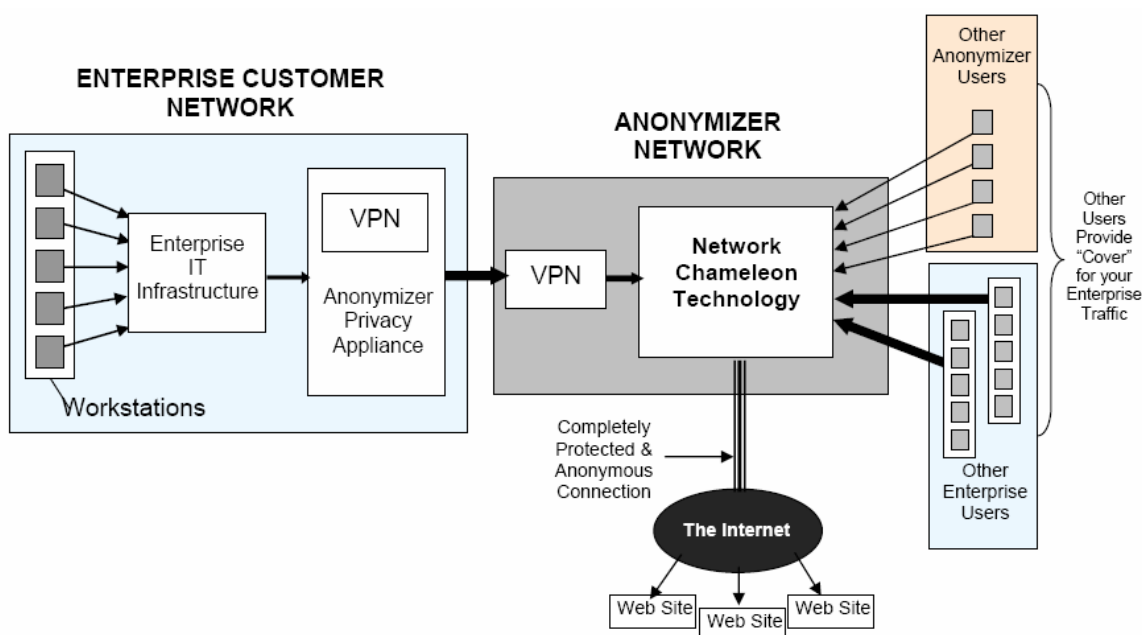 ENTERPRISE CUSTOMER
NETWORK
Workstations
Enterprise
IT
Infrastructure
VPN
Anonymizer
Privacy
Appliance
ANONYMIZER
NETWORK
VPN
Network
Chameleon
Technology
Other
Anonymizer
Users
Other
Users
Provide
“Cover”
for your
Enterprise
Traffic
Other
Enterprise
Users
Completely
Protected &
Anonymous
Connection
The Internet
Web Site
Web Site
Web Site